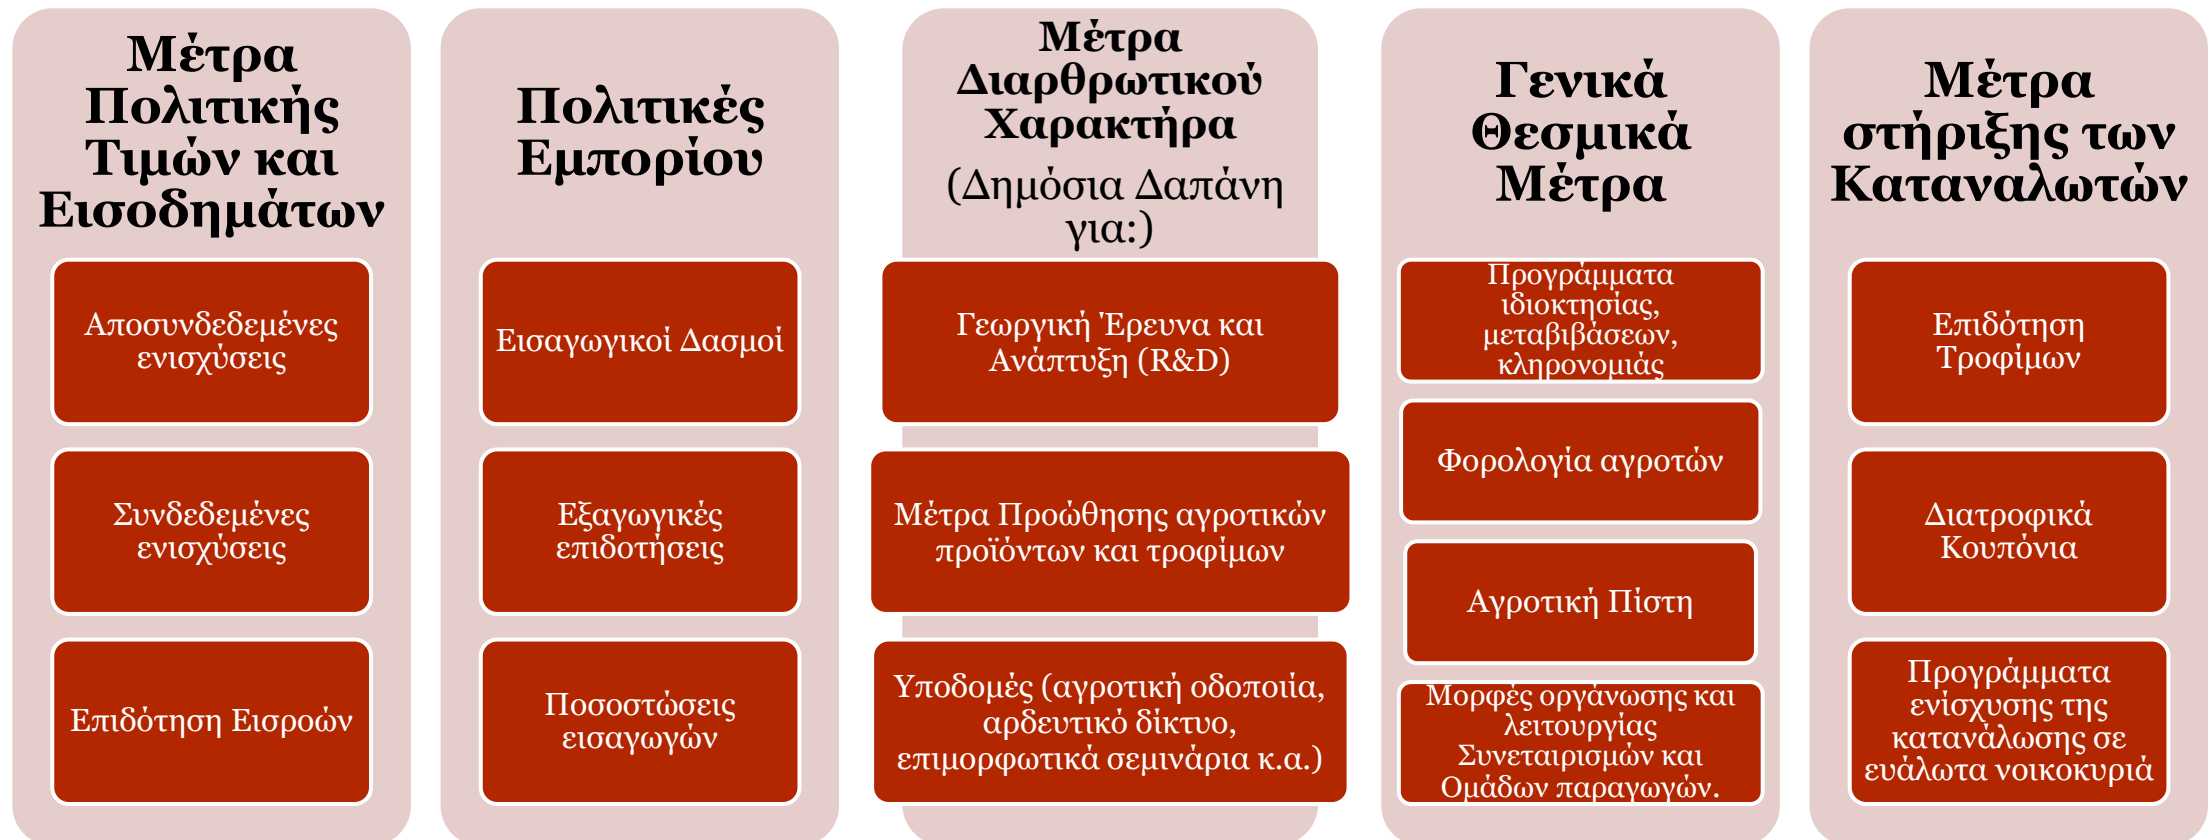 Μέτρα
Πολιτικής
Τιμών και
Εισοδημάτων
Αποσυνδεδεμένες
ενισχύσεις
Συνδεδεμένες
ενισχύσεις
Επιδότηση Εισροών
Πολιτικές
Εμπορίου
Εισαγωγικοί Δασμοί
Εξαγωγικές
επιδοτήσεις
Ποσοστώσεις
εισαγωγών
Μέτρα
Διαρθρωτικού
Χαρακτήρα
(Δημόσια Δαπάνη
για:)
Γεωργική Έρευνα και
Ανάπτυξη (R&D)
Μέτρα Προώθησης αγροτικών
προϊόντων και τροφίμων
Υποδομές (αγροτική οδοποιία,
αρδευτικό δίκτυο,
επιμορφωτικά σεμινάρια κ.α.)
Γενικά
Θεσμικά
Μέτρα
Προγράμματα
ιδιοκτησίας,
μεταβιβάσεων,
κληρονομιάς
Φορολογία αγροτών
Αγροτική Πίστη
Μορφές οργάνωσης και
λειτουργίας
Συνεταιρισμών και
Ομάδων παραγωγών.
Μέτρα
στήριξης των
Καταναλωτών
Επιδότηση
Τροφίμων
Διατροφικά
Κουπόνια
Προγράμματα
ενίσχυσης της
κατανάλωσης σε
ευάλωτα νοικοκυριά